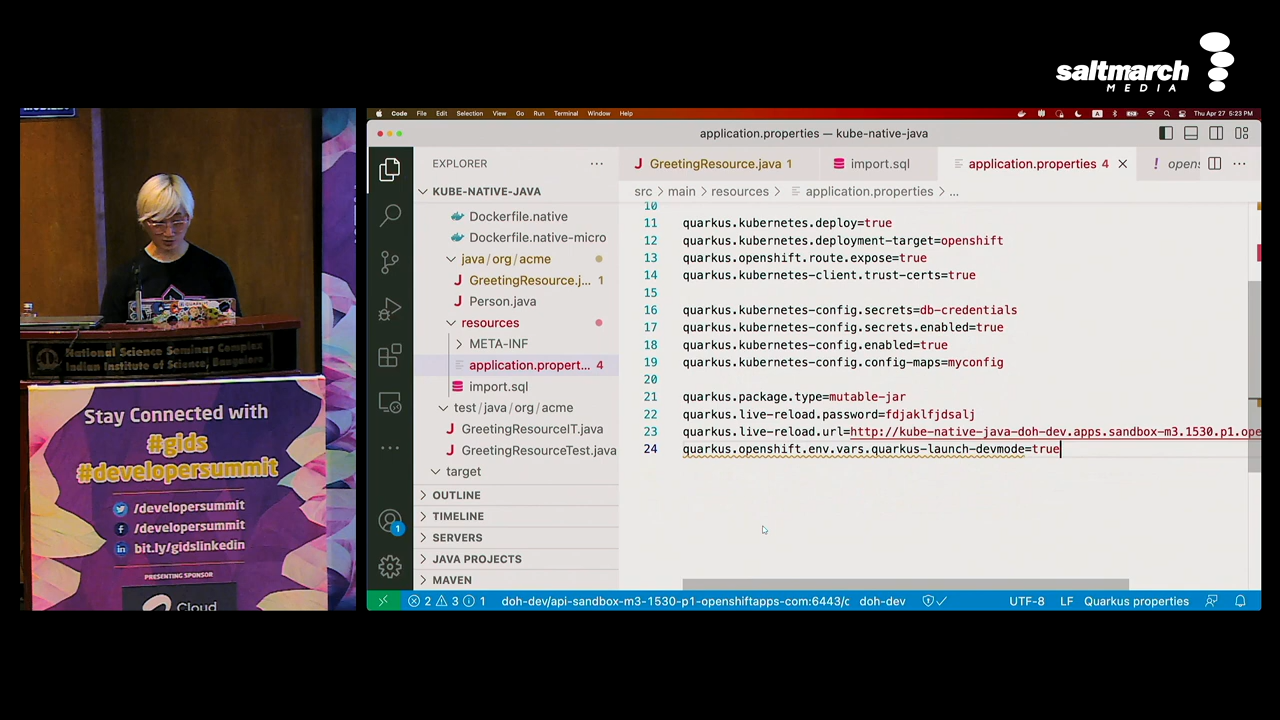 saltmarch
MEDIA
Code File Edit Selection View Go Run Terminal Window Help
A
Thu Apr 27 5:23 PM
application.properties — kube-native-java
EXPLORER
GreetingResource.java 1
import.sql
application.properties 4
! opens
KUBE-NATIVE-JAVA
src > main > resources > application.properties > ...
Dockerfile.native
Dockerfile.native-micro
java/org/acme
J GreetingResource.j... 1
J Person.java
resources
META-INF
application.propert... 4
import.sql
test/java/org/acme
J GreetingResourceIT.java
J GreetingResourceTest.java
target
OUTLINE
TIMELINE
SERVERS
JAVA PROJECTS
MAVEN
1
10
11 quarkus.kubernetes.deploy=true
12 quarkus.kubernetes.deployment-target=openshift
13 quarkus.openshift.route.expose=true
14 quarkus.kubernetes-client.trust-certs=true
15
16 quarkus.kubernetes-config.secrets=db-credentials
17 quarkus.kubernetes-config.secrets.enabled=true
18 quarkus.kubernetes-config.enabled=true
19 quarkus.kubernetes-config.config-maps=myconfig
20
21 quarkus.package.type=mutable-jar
22 quarkus.live-reload.password=fdjaklfjdsalj
23 quarkus.live-reload.url=http://kube-native-java-doh-dev.apps.sandbox-m3.1530.p1.ope
24 quarkus.openshift.env.vars.quarkus-launch-devmode=true
2 3 1 doh-dev/api-sandbox-m3-1530-p1-openshiftapps-com:6443/c doh-dev
UTF-8 LF Quarkus properties
National Science Seminar Complex
Indian Institute of Science, Bangalore
Stay Connected with
#gids
#developersummit
/developersummit
/developersummit
bit.ly/gidslinkedin
PRESENTING SPONSOR
Cloud